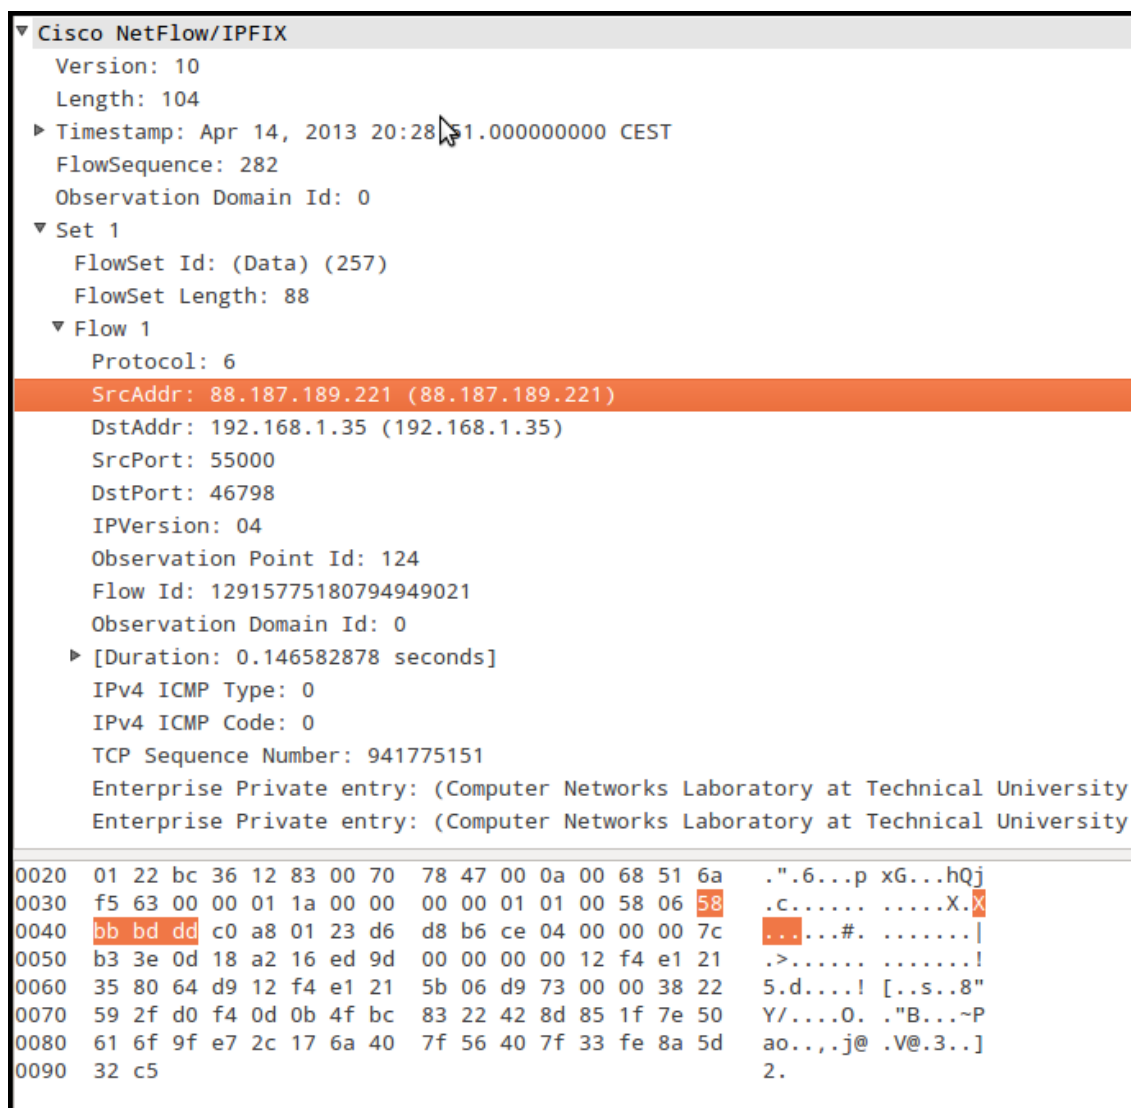 Cisco NetFlow/IPFIX
Version: 10
Length: 104
Timestamp: Apr 14, 2013 20:28:51.000000000 CEST
FlowSequence: 282
Observation Domain Id: 0
Set 1
FlowSet Id: (Data) (257)
FlowSet Length: 88
Flow 1
Protocol: 6
SrcAddr: 88.187.189.221 (88.187.189.221)
DstAddr: 192.168.1.35 (192.168.1.35)
SrcPort: 55000
DstPort: 46798
IPVersion: 04
Observation Point Id: 124
Flow Id: 12915775180794949021
Observation Domain Id: 0
[Duration: 0.146582878 seconds]
IPv4 ICMP Type: 0
IPv4 ICMP Code: 0
TCP Sequence Number: 941775151
Enterprise Private entry: (Computer Networks Laboratory at Technical University
Enterprise Private entry: (Computer Networks Laboratory at Technical University
0020 01 22 bc 36 12 83 00 70 78 47 00 0a 00 68 51 6a .".6...p xG...hQj
0030 f5 63 00 00 01 1a 00 00 00 00 01 01 00 58 06 58 .c...... .....X.X
0040 bb bd dd c0 a8 01 23 d6 d8 b6 ce 04 00 00 00 7c ......#. .......|
0050 b3 3e 0d 18 a2 16 ed 9d 00 00 00 00 12 f4 e1 21 .>...... .......!
0060 35 80 64 d9 12 f4 e1 21 5b 06 d9 73 00 00 38 22 5.d....! [..s..8"
0070 59 2f d0 f4 0d 0b 4f bc 83 22 42 8d 85 1f 7e 50 Y/....O. ."B...~P
0080 61 6f 9f e7 2c 17 6a 40 7f 56 40 7f 33 fe 8a 5d ao..,.j@ .V@.3..]
0090 32 c5 2.